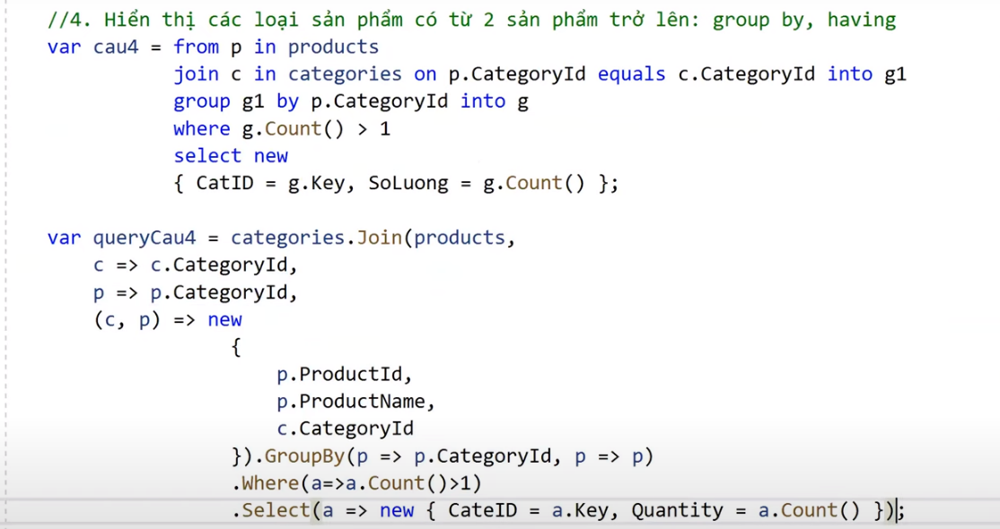 //4. Hiển thị các loại sản phẩm có từ 2 sản phẩm trở lên: group by, having
var cau4 = from p in products
join c in categories on p.CategoryId equals c.CategoryId into g1
group g1 by p.CategoryId into g
where g.Count() > 1
select new
{ CatID = g.Key, SoLuong = g.Count() };
var queryCau4 = categories.Join(products,
c => c.CategoryId,
p => p.CategoryId,
(c, p) => new
{
p.ProductId,
p.ProductName,
c.CategoryId
}).GroupBy(p => p.CategoryId, p => p)
.Where(a=>a.Count()>1)
.Select(a => new { CateID = a.Key, Quantity = a.Count() });